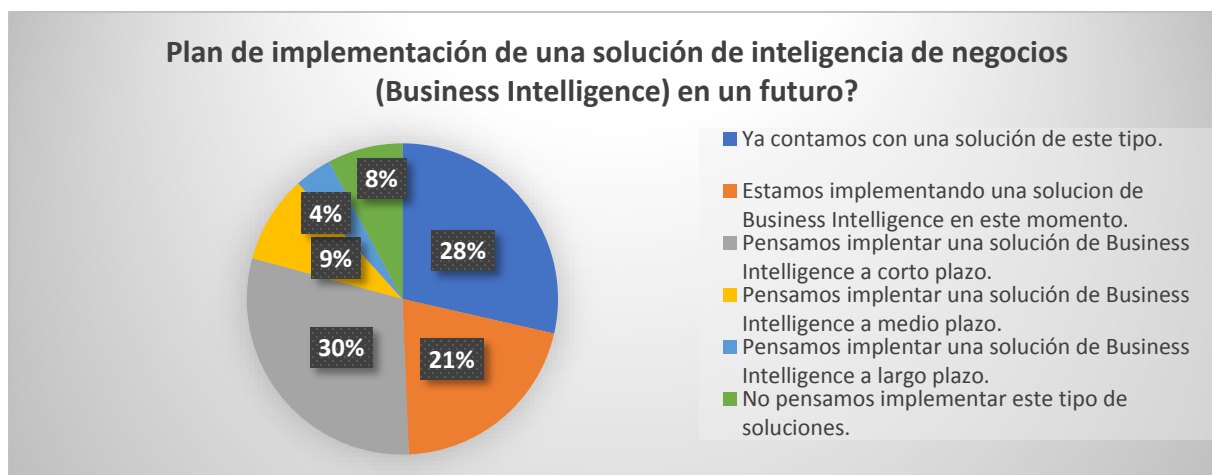 Plan de implementación de una solución de inteligencia de negocios
(Business Intelligence) en un futuro?
8%
4%
9%
28%
30%
21%
Ya contamos con una solución de este tipo.
Estamos implementando una solucion de
Business Intelligence en este momento.
Pensamos implentar una solución de Business
Intelligence a corto plazo.
Pensamos implentar una solución de Business
Intelligence a medio plazo.
Pensamos implentar una solución de Business
Intelligence a largo plazo.
No pensamos implementar este tipo de
soluciones.